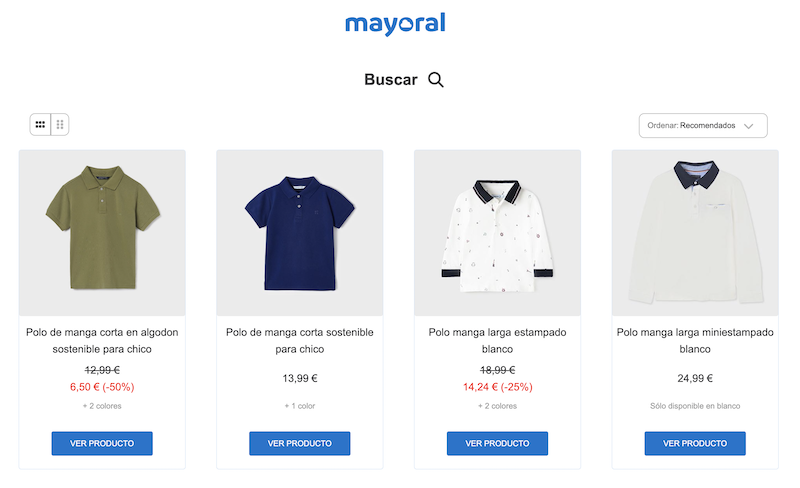 mayoral
Buscar
Ordenar: Recomendados
Polo de manga corta en algodon
sostenible para chico
12,99 €
6,50 € (-50%)
+ 2 colores
VER PRODUCTO
Polo de manga corta sostenible
para chico
13,99 €
+ 1 color
VER PRODUCTO
Polo manga larga estampado
blanco
18,99 €
14,24 € (-25%)
+ 2 colores
VER PRODUCTO
Polo manga larga miniestampado
blanco
24,99 €
Sólo disponible en blanco
VER PRODUCTO